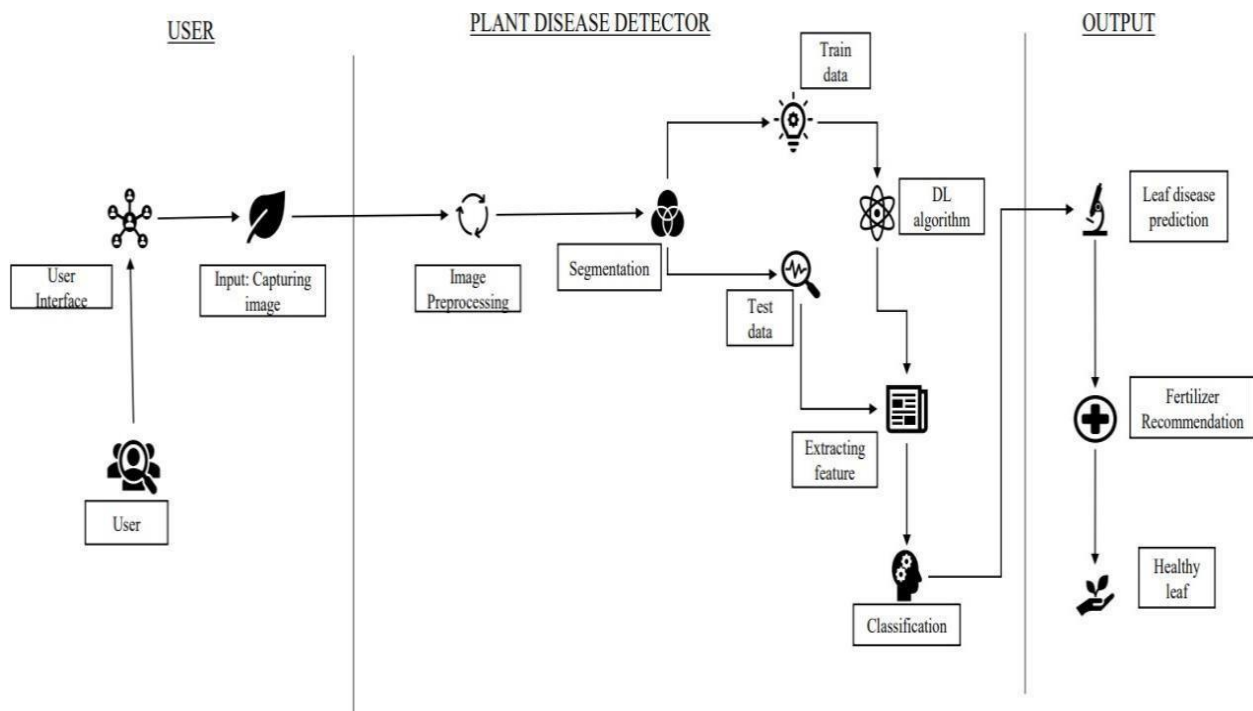 USER
PLANT DISEASE DETECTOR
OUTPUT
Train
data
DL
algorithm
Leaf disease
prediction
User
Interface
Input: Capturing
image
Image
Preprocessing
Segmentation
Test
data
Fertilizer
Recommendation
Extracting
feature
User
Healthy
leaf
Classification